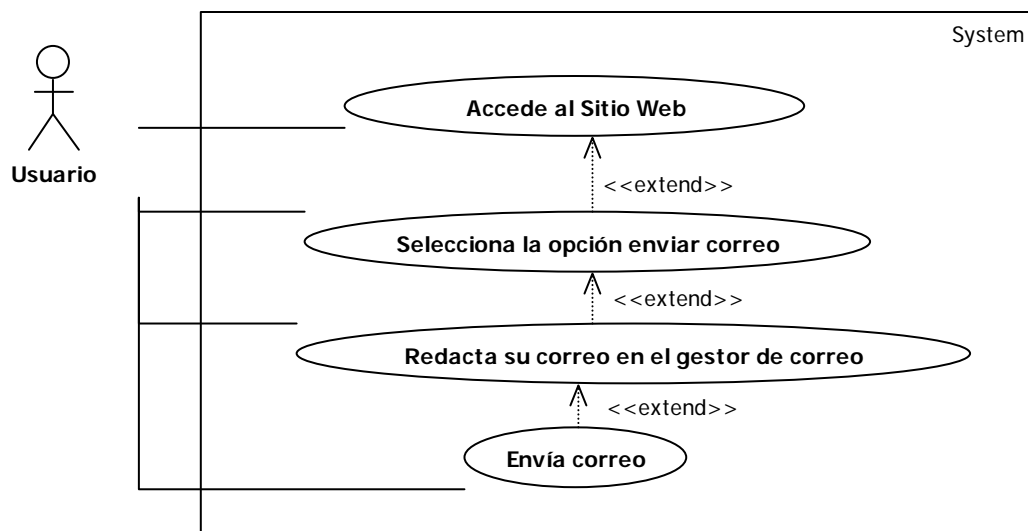 System
Accede al Sitio Web
Usuario
<<extend>>
Selecciona la opción enviar correo
<<extend>>
Redacta su correo en el gestor de correo
<<extend>>
Envía correo